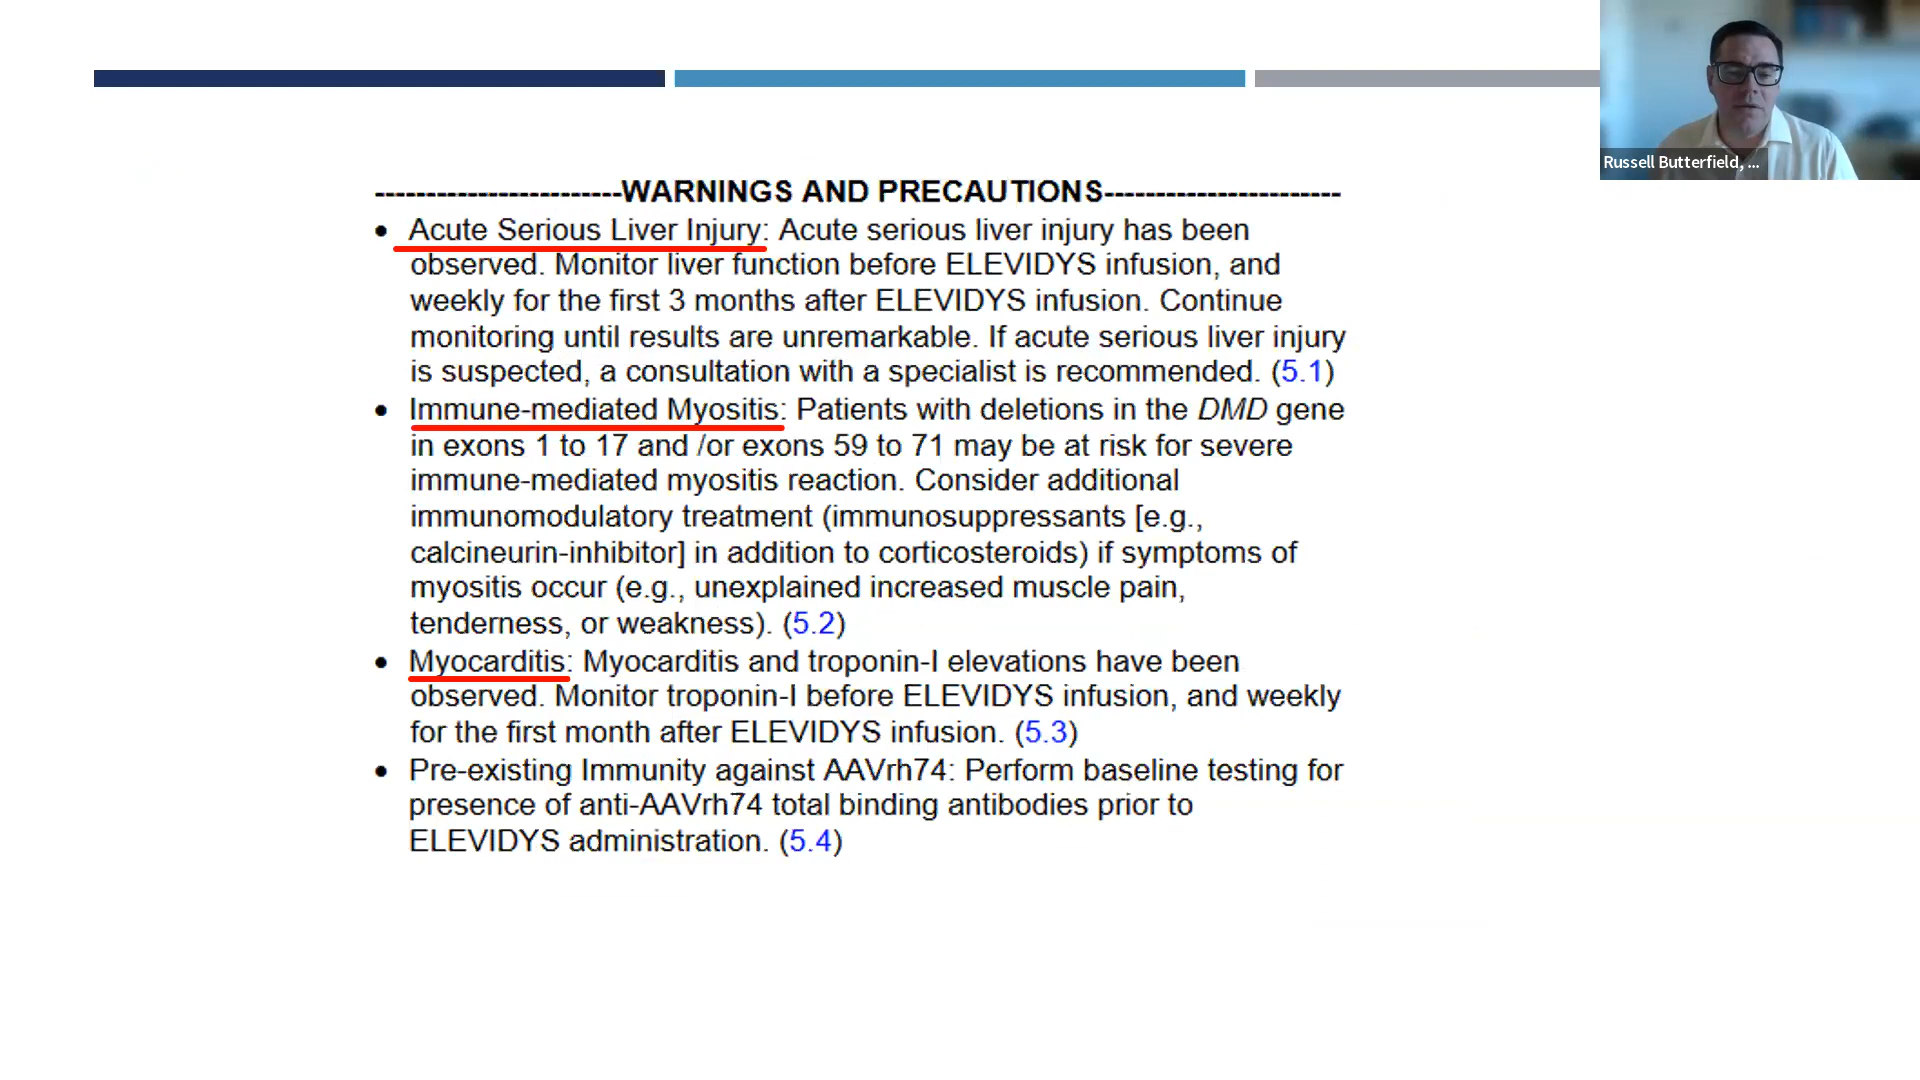 Russell Butterfield, ...
-----------------------WARNINGS AND PRECAUTIONS----------------------
• Acute Serious Liver Injury: Acute serious liver injury has been
observed. Monitor liver function before ELEVIDYS infusion, and
weekly for the first 3 months after ELEVIDYS infusion. Continue
monitoring until results are unremarkable. If acute serious liver injury
is suspected, a consultation with a specialist is recommended. (5.1)
• Immune-mediated Myositis: Patients with deletions in the DMD gene
in exons 1 to 17 and /or exons 59 to 71 may be at risk for severe
immune-mediated myositis reaction. Consider additional
immunomodulatory treatment (immunosuppressants [e.g.,
calcineurin-inhibitor] in addition to corticosteroids) if symptoms of
myositis occur (e.g., unexplained increased muscle pain,
tenderness, or weakness). (5.2)
• Myocarditis: Myocarditis and troponin-I elevations have been
observed. Monitor troponin-I before ELEVIDYS infusion, and weekly
for the first month after ELEVIDYS infusion. (5.3)
• Pre-existing Immunity against AAVrh74: Perform baseline testing for
presence of anti-AAVrh74 total binding antibodies prior to
ELEVIDYS administration. (5.4)